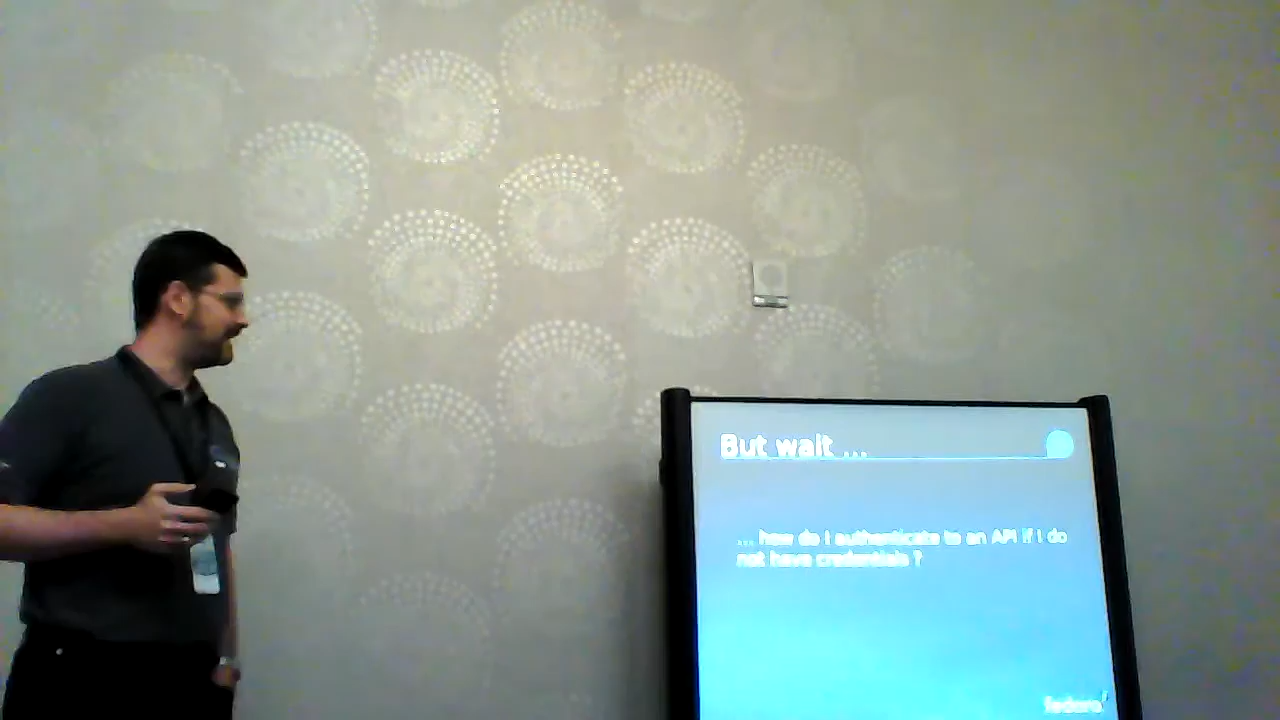 But wait ...
... how do I authenticate to an API if I do
not have credentials ?
fedora